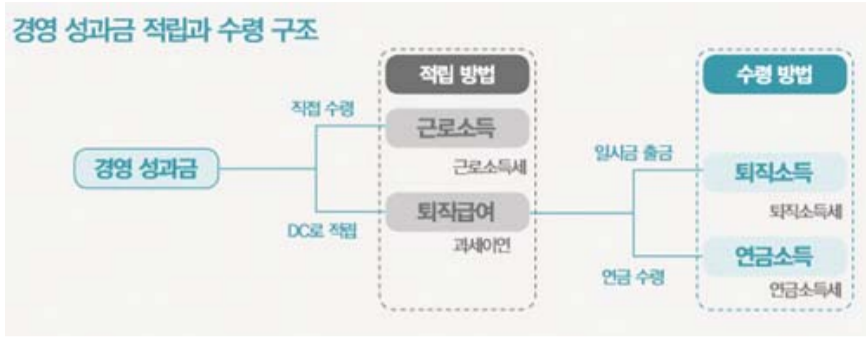 경영 성과금 적립과 수령 구조
적립 방법
수령 방법
직접 수령
근로소득
근로소득세
경영 성과금
일시금 출금
퇴직소득
퇴직소득세
퇴직급여
DC로 적립
과세이연
연금소득
연금 수령
연금소득세